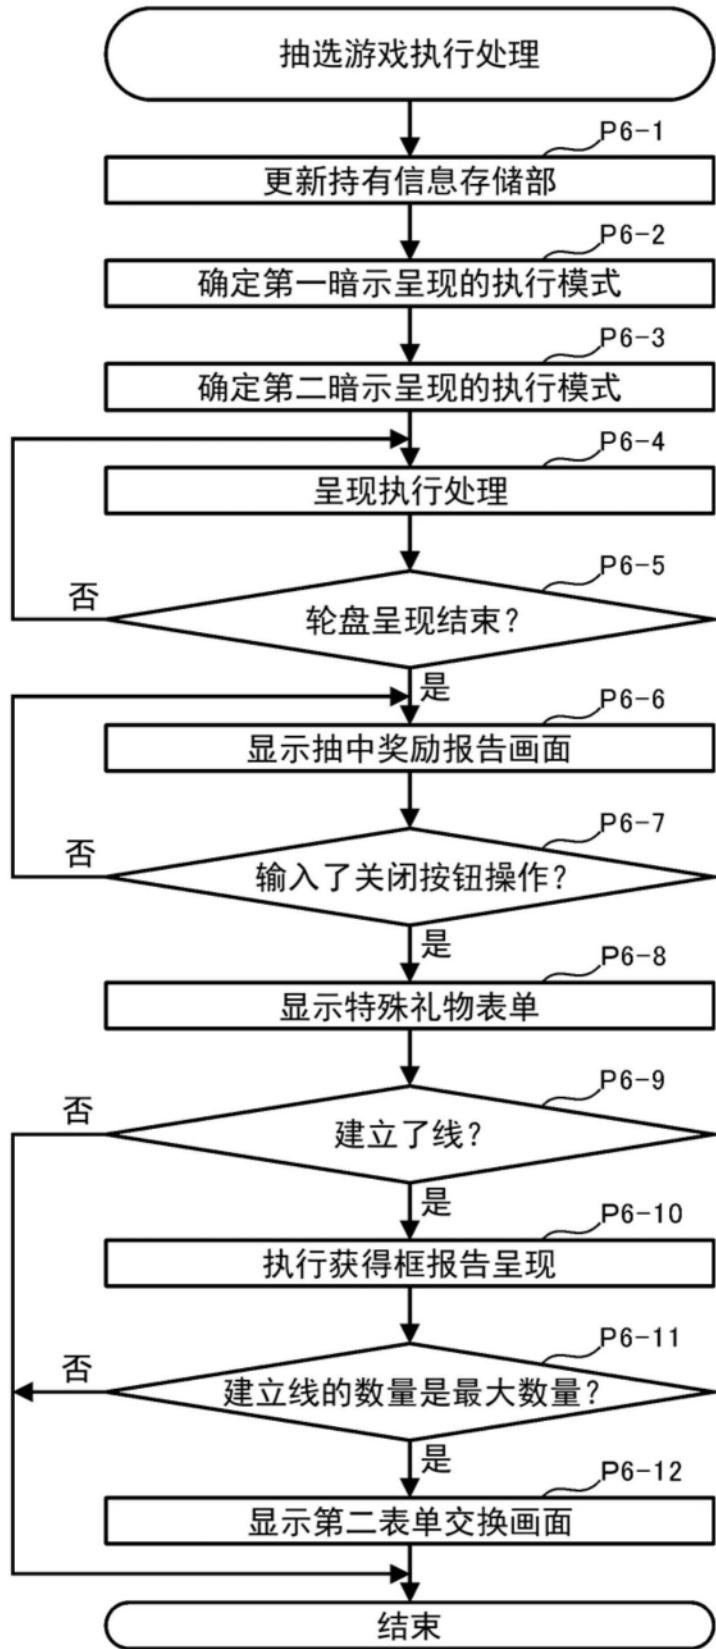 抽选游戏执行处理
P6-1
更新持有信息存储部
P6-2
确定第一暗示呈现的执行模式
P6-3
确定第二暗示呈现的执行模式
P6-4
呈现执行处理
P6-5
否
轮盘呈现结束？
是
P6-6
显示抽中奖励报告画面
P6-7
否
输入了关闭按钮操作？
是
P6-8
显示特殊礼物表单
P6-9
否
建立了线？
是
P6-10
执行获得框报告呈现
P6-11
否
建立线的数量是最大数量？
是
P6-12
显示第二表单交换画面
结束